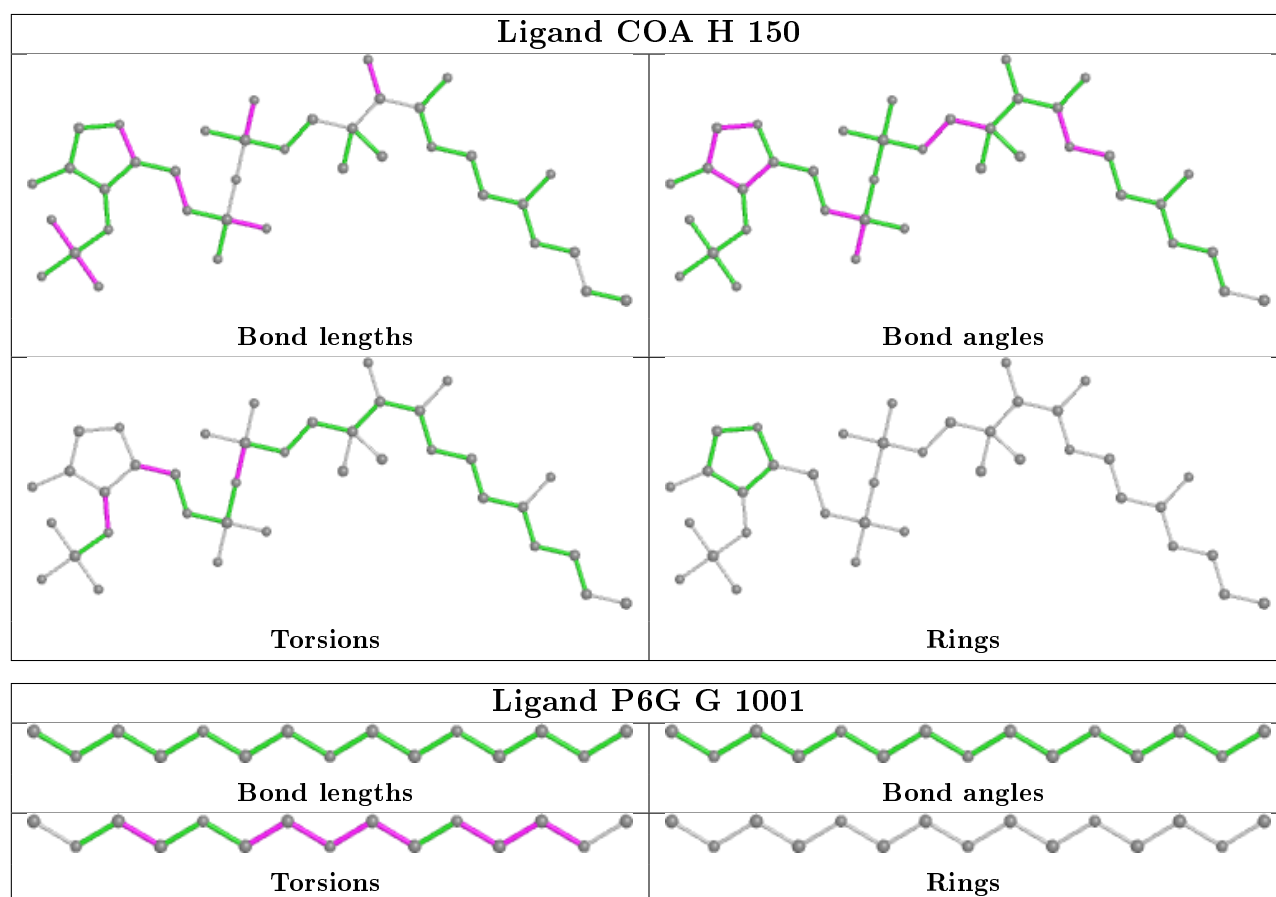 Ligand COA H 150
Bond lengths
Bond angles
Torsions
Rings
Ligand P6G G 1001
Bond lengths
Bond angles
Torsions
Rings